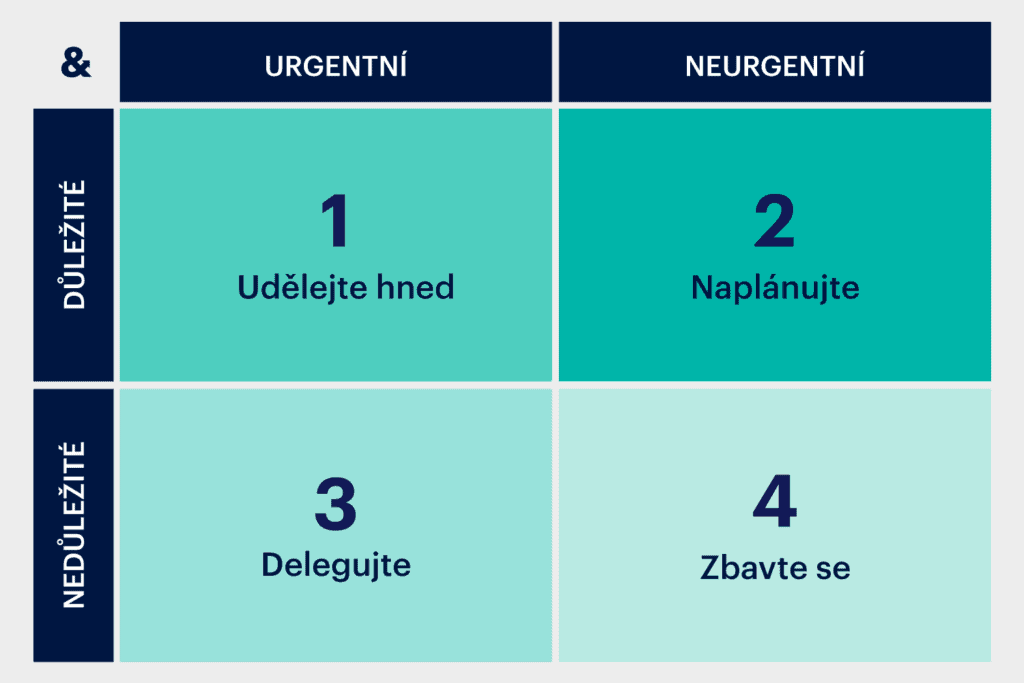 &
URGENTNÍ
NEURGENTNÍ
DŮLEŽITÉ
1
Udělejte hned
2
Naplánujte
NEDŮLEŽITÉ
3
Delegujte
4
Zbavte se